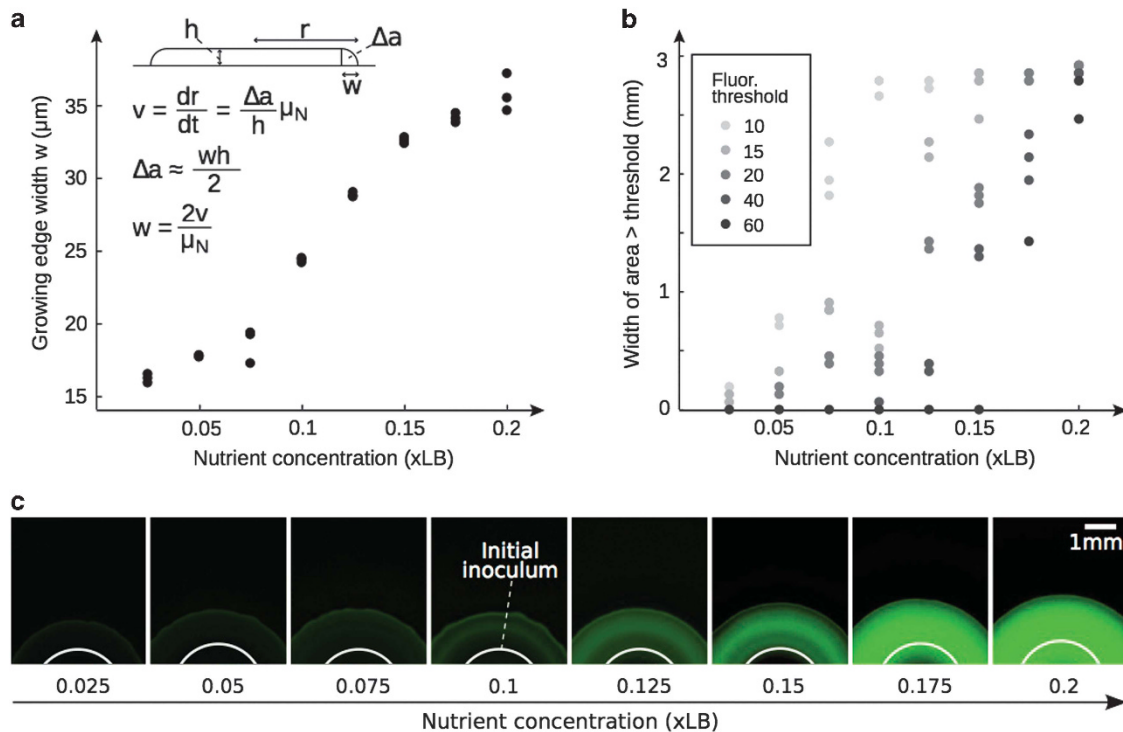 a
h
r
Δa
w
v = dr/dt = Δa/h μN
Δa ≈ wh/2
w = 2v/μN
Growing edge width w (μm)
35
30
25
20
15
0.05
0.1
0.15
0.2
Nutrient concentration (xLB)
b
Width of area > threshold (mm)
3
2
1
0
Fluor.
threshold
10
15
20
40
60
0.05
0.1
0.15
0.2
Nutrient concentration (xLB)
c
Initial
inoculum
1mm
0.025
0.05
0.075
0.1
0.125
0.15
0.175
0.2
Nutrient concentration (xLB)